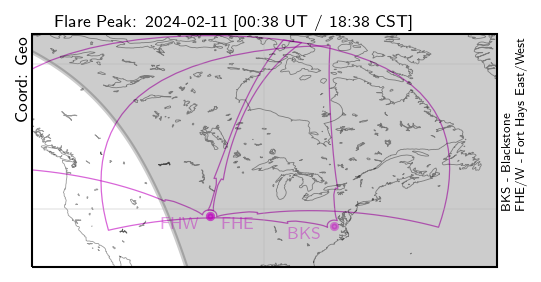 Flare Peak: 2024-02-11 [00:38 UT / 18:38 CST]
Coord: Geo
FHW
FHE
BKS
BKS - Blackstone
FHE/W - Fort Hays East/West